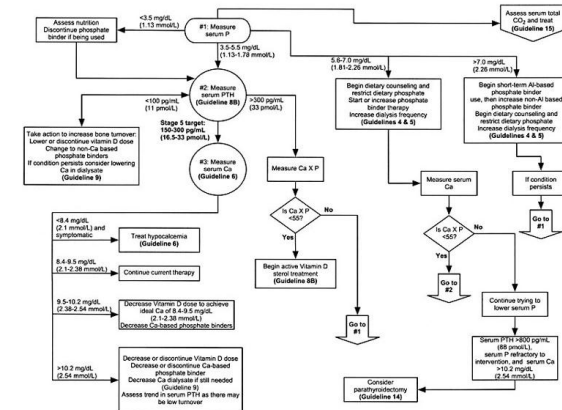 Assess nutrition
Discontinue phosphate
binder if being used
<3.5 mg/dL
(1.13 mmol/L)
#1: Measure
serum P
Assess serum total
CO2 and treat
(Guideline 15)
3.5-5.5 mg/dL
(1.13-1.78 mmol/L)
5.6-7.0 mg/dL
(1.81-2.26 mmol/L)
>7.0 mg/dL
(2.26 mmol/L)
#2: Measure
serum PTH
(Guideline 8B)
<100 pg/mL
(11 pmol/L)
>300 pg/mL
(33 pmol/L)
Begin dietary counseling and
restrict dietary phosphate
Start or increase phosphate
binder therapy
Increase dialysis frequency
(Guidelines 4 & 5)
Begin short-term Al-based
phosphate binder
use, then increase non-Al based
phosphate binder
Begin dietary counseling and
restrict dietary phosphate
Increase dialysis frequency
(Guidelines 4 & 5)
Take action to increase bone turnover:
Lower or discontinue vitamin D dose
Change to non-Ca based
phosphate binders
If condition persists consider lowering
Ca in dialysate
(Guideline 9)
Stage 5 target:
150-300 pg/mL
(16.5-33 pmol/L)
#3: Measure
serum Ca
(Guideline 6)
Measure Ca X P
Measure serum
Ca
If condition
persists
Go to
#1
Is Ca X P
<55?
No
Yes
Is Ca X P
<55?
No
Yes
<8.4 mg/dL
(2.1 mmol/L) and
symptomatic
Treat hypocalcemia
(Guideline 6)
8.4-9.5 mg/dL
(2.1-2.38 mmol/L)
Continue current therapy
Begin active Vitamin D
sterol treatment
(Guideline 8B)
Go to
#2
Continue trying to
lower serum P
9.5-10.2 mg/dL
(2.38-2.54 mmol/L)
Decrease Vitamin D dose to achieve
ideal Ca of 8.4-9.5 mg/dL
(2.1-2.38 mmol/L)
Decrease Ca-based phosphate binders
Go to
#1
Serum PTH >800 pg/mL
(88 pmol/L),
serum P refractory to
intervention, and serum Ca
>10.2 mg/dL
(2.54 mmol/L)
>10.2 mg/dL
(2.54 mmol/L)
Decrease or discontinue Vitamin D dose
Decrease or discontinue Ca-based
phosphate binder
Decrease Ca dialysate if still needed
(Guideline 9)
Assess trend in serum PTH as there may
be low turnover
Consider
parathyroidectomy
(Guideline 14)